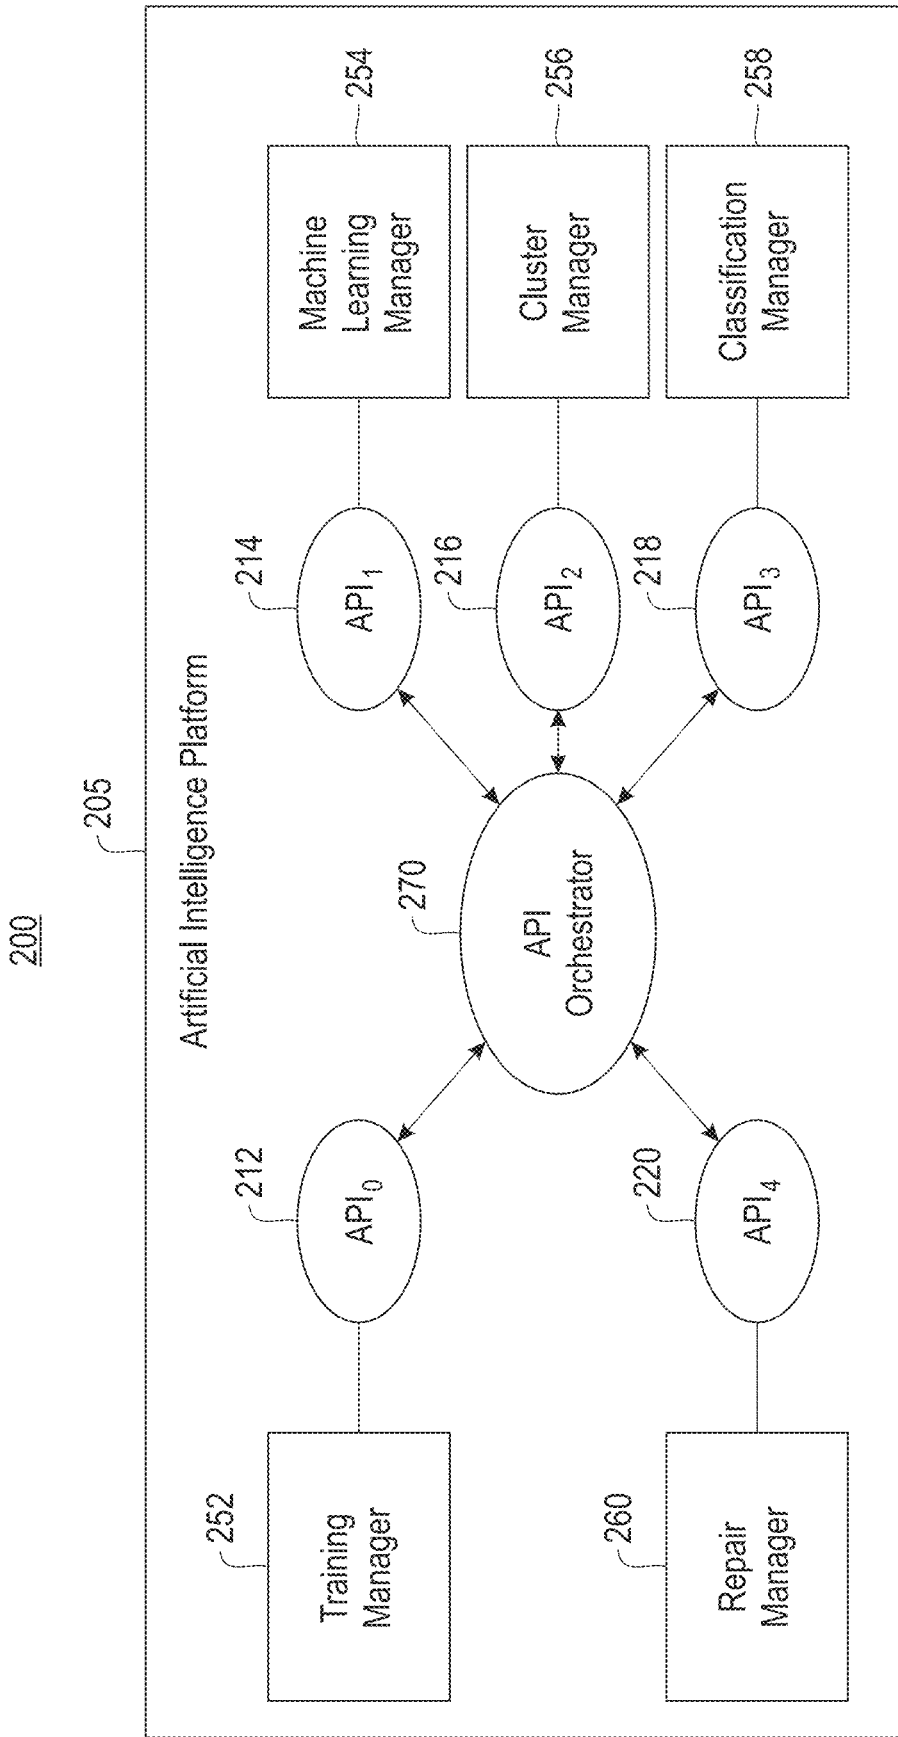 200
205
Artificial Intelligence Platform
252
Training
Manager
212
API0
270
API
Orchestrator
214
API1
254
Machine
Learning
Manager
216
API2
256
Cluster
Manager
260
Repair
Manager
220
API4
218
API3
258
Classification
Manager